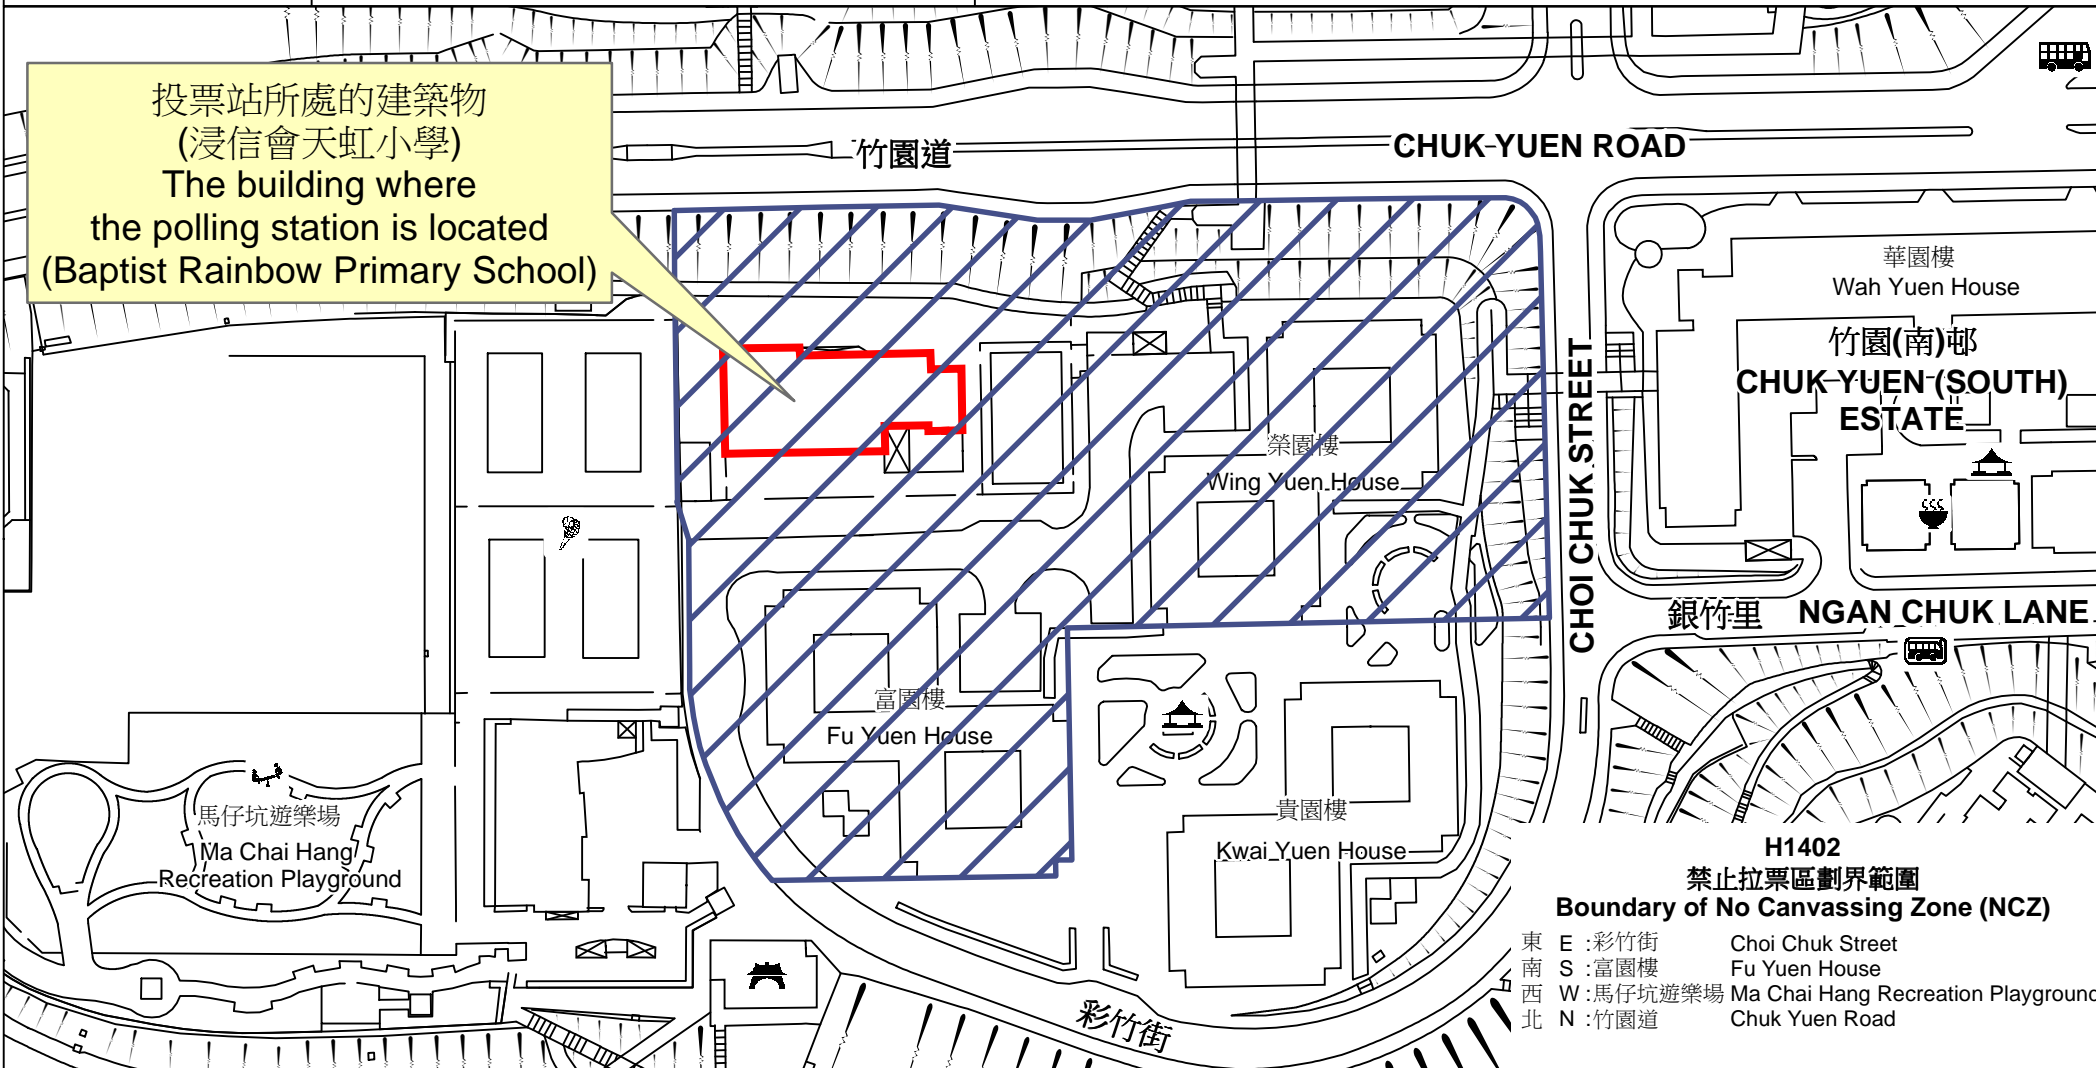 投票站所處的建築物
(浸信會天虹小學)
The building where
the polling station is located
(Baptist Rainbow Primary School)
竹園道
CHUK YUEN ROAD
華園樓
Wah Yuen House
竹園(南)邨
CHUK YUEN (SOUTH)
ESTATE
CHOI CHUK STREET
榮園樓
Wing Yuen House
銀竹里 NGAN CHUK LANE
富園樓
Fu Yuen House
馬仔坑遊樂場
Ma Chai Hang
Recreation Playground
貴園樓
Kwai Yuen House
彩竹街
H1402
禁止拉票區劃界範圍
Boundary of No Canvassing Zone (NCZ)
東 E :彩竹街 Choi Chuk Street
南 S :富園樓 Fu Yuen House
西 W :馬仔坑遊樂場 Ma Chai Hang Recreation Playground
北 N :竹園道 Chuk Yuen Road